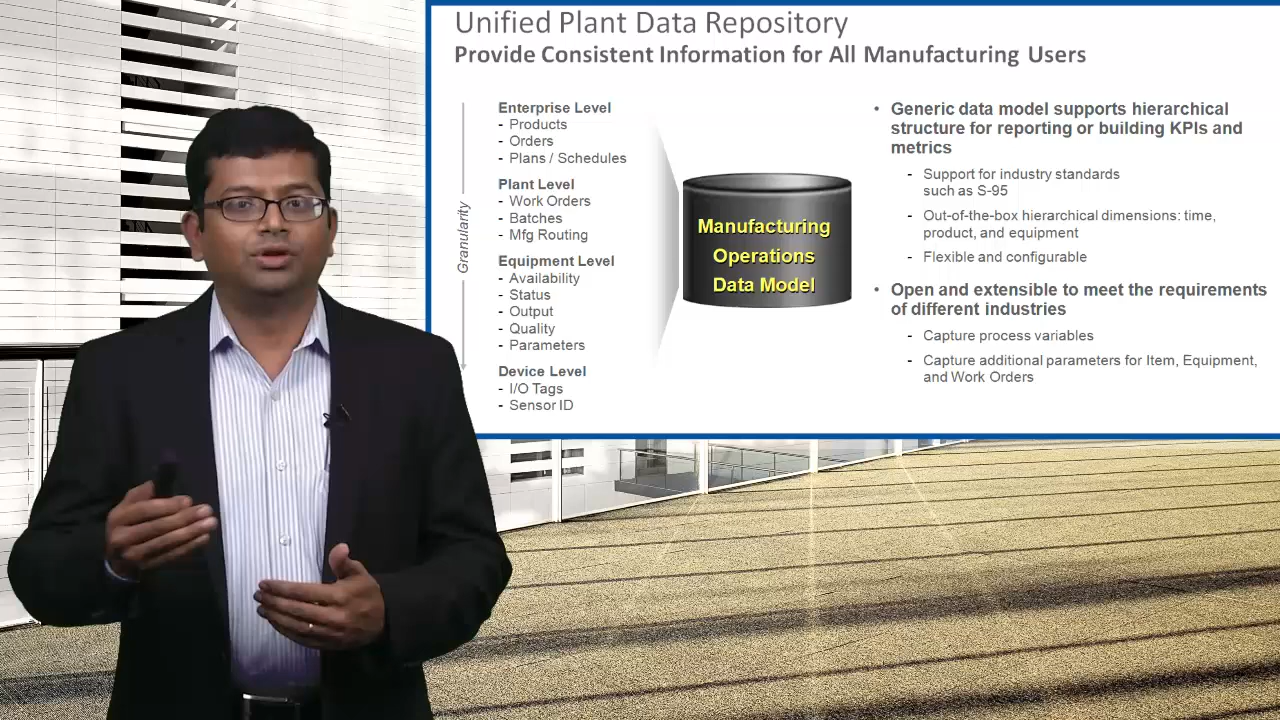 Unified Plant Data Repository
Provide Consistent Information for All Manufacturing Users
Granularity
Enterprise Level
- Products
- Orders
- Plans / Schedules
Plant Level
- Work Orders
- Batches
- Mfg Routing
Equipment Level
- Availability
- Status
- Output
- Quality
- Parameters
Device Level
- I/O Tags
- Sensor ID
Manufacturing
Operations
Data Model
• Generic data model supports hierarchical
structure for reporting or building KPIs and
metrics
- Support for industry standards
such as S-95
- Out-of-the-box hierarchical dimensions: time,
product, and equipment
- Flexible and configurable
• Open and extensible to meet the requirements
of different industries
- Capture process variables
- Capture additional parameters for Item, Equipment,
and Work Orders